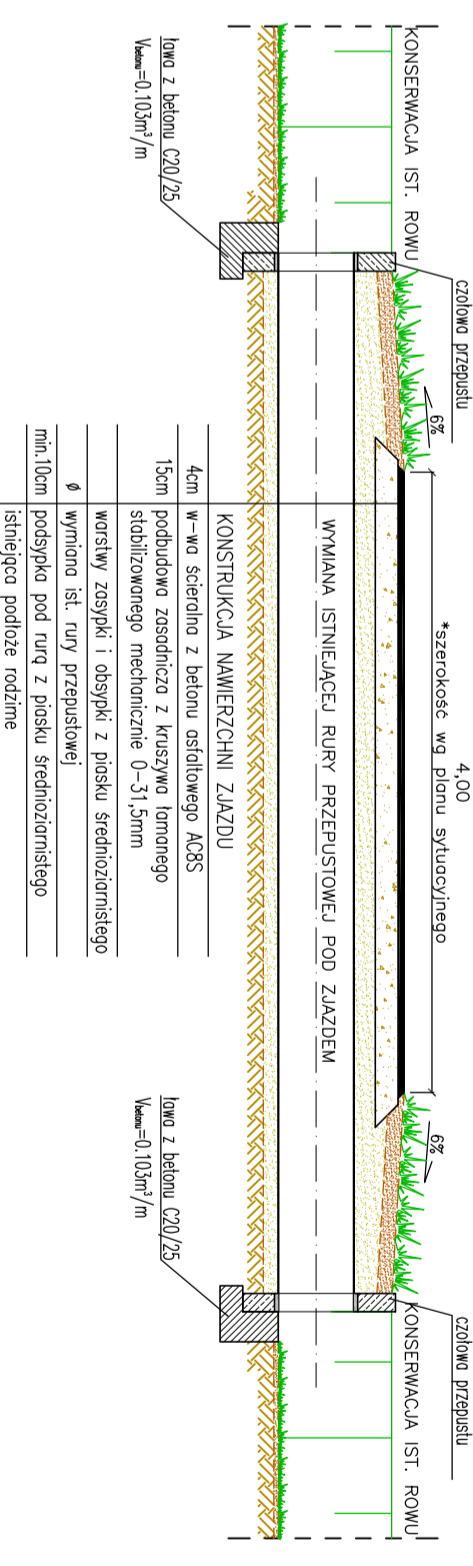 czołowa przepustu
KONSERWACJA IST. ROWU
6%
4,00
*szerokość wg planu sytuacyjnego
6%
czołowa przepustu
KONSERWACJA IST. ROWU
WYMIANA ISTNIEJĄCEJ RURY PRZEPUSTOWEJ POD ZJAZDEM
ława z betonu C20/25
Vbetonu=0.103m³/m
KONSTRUKCJA NAWIERZCHNI ZJAZDU
4cm w-wa ścieralna z betonu asfaltowego AC8S
15cm podbudowa zasadnicza z kruszywa łamanego
stabilizowanego mechanicznie 0-31,5mm
warstwy zasypki i obsypki z piasku średnioziarnistego
ø wymiana ist. rury przepustowej
min.10cm podsypka pod rurą z piasku średnioziarnistego
istniejąca podłoże rodzime
ława z betonu C20/25
Vbetonu=0.103m³/m